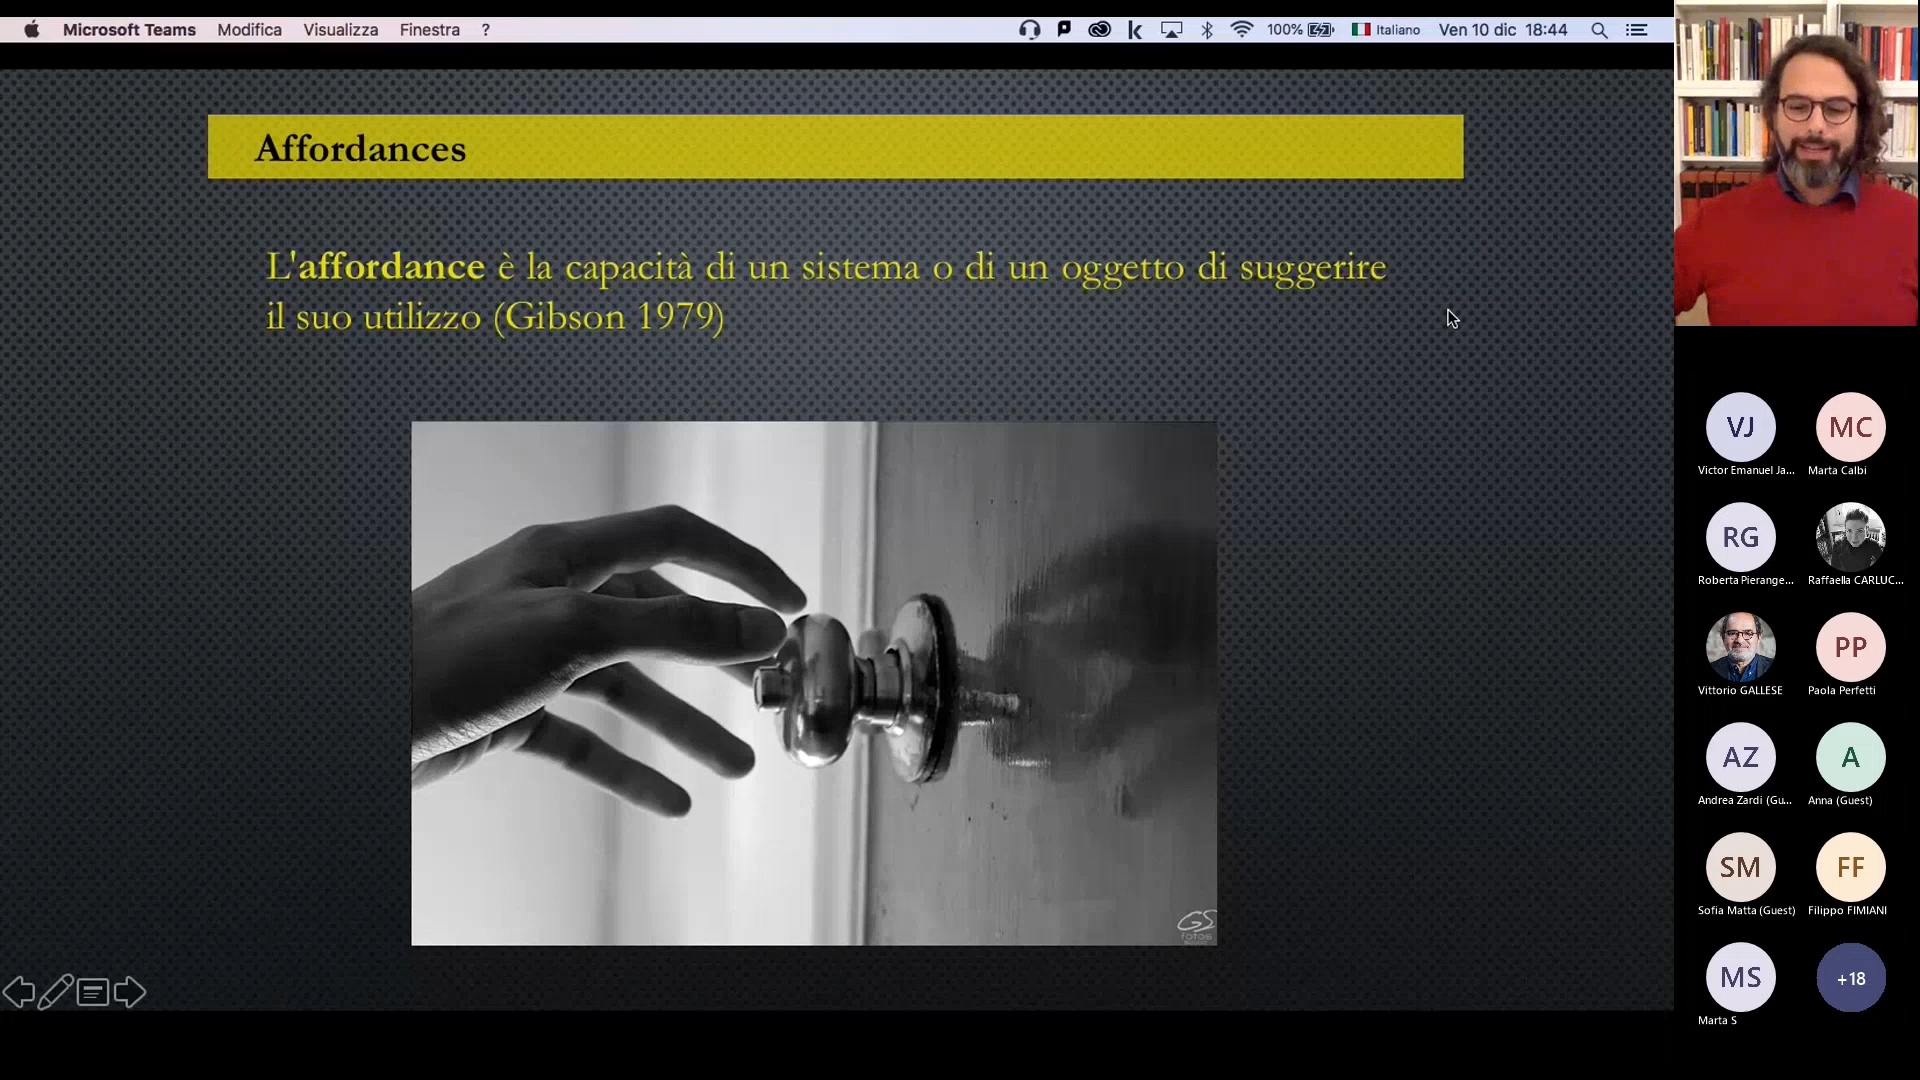 Microsoft Teams Modifica Visualizza Finestra ? 100% Italiano Ven 10 dic 18:44
Affordances
L'affordance è la capacità di un sistema o di un oggetto di suggerire
il suo utilizzo (Gibson 1979)
GS
fotos
VJ MC
Victor Emanuel Ja... Marta Calbi
RG
Roberta Pierange... Raffaella CARLUC...
PP
Vittorio GALLESE Paola Perfetti
AZ A
Andrea Zardi (Gu... Anna (Guest)
SM FF
Sofia Matta (Guest) Filippo FIMIANI
MS +18
Marta S